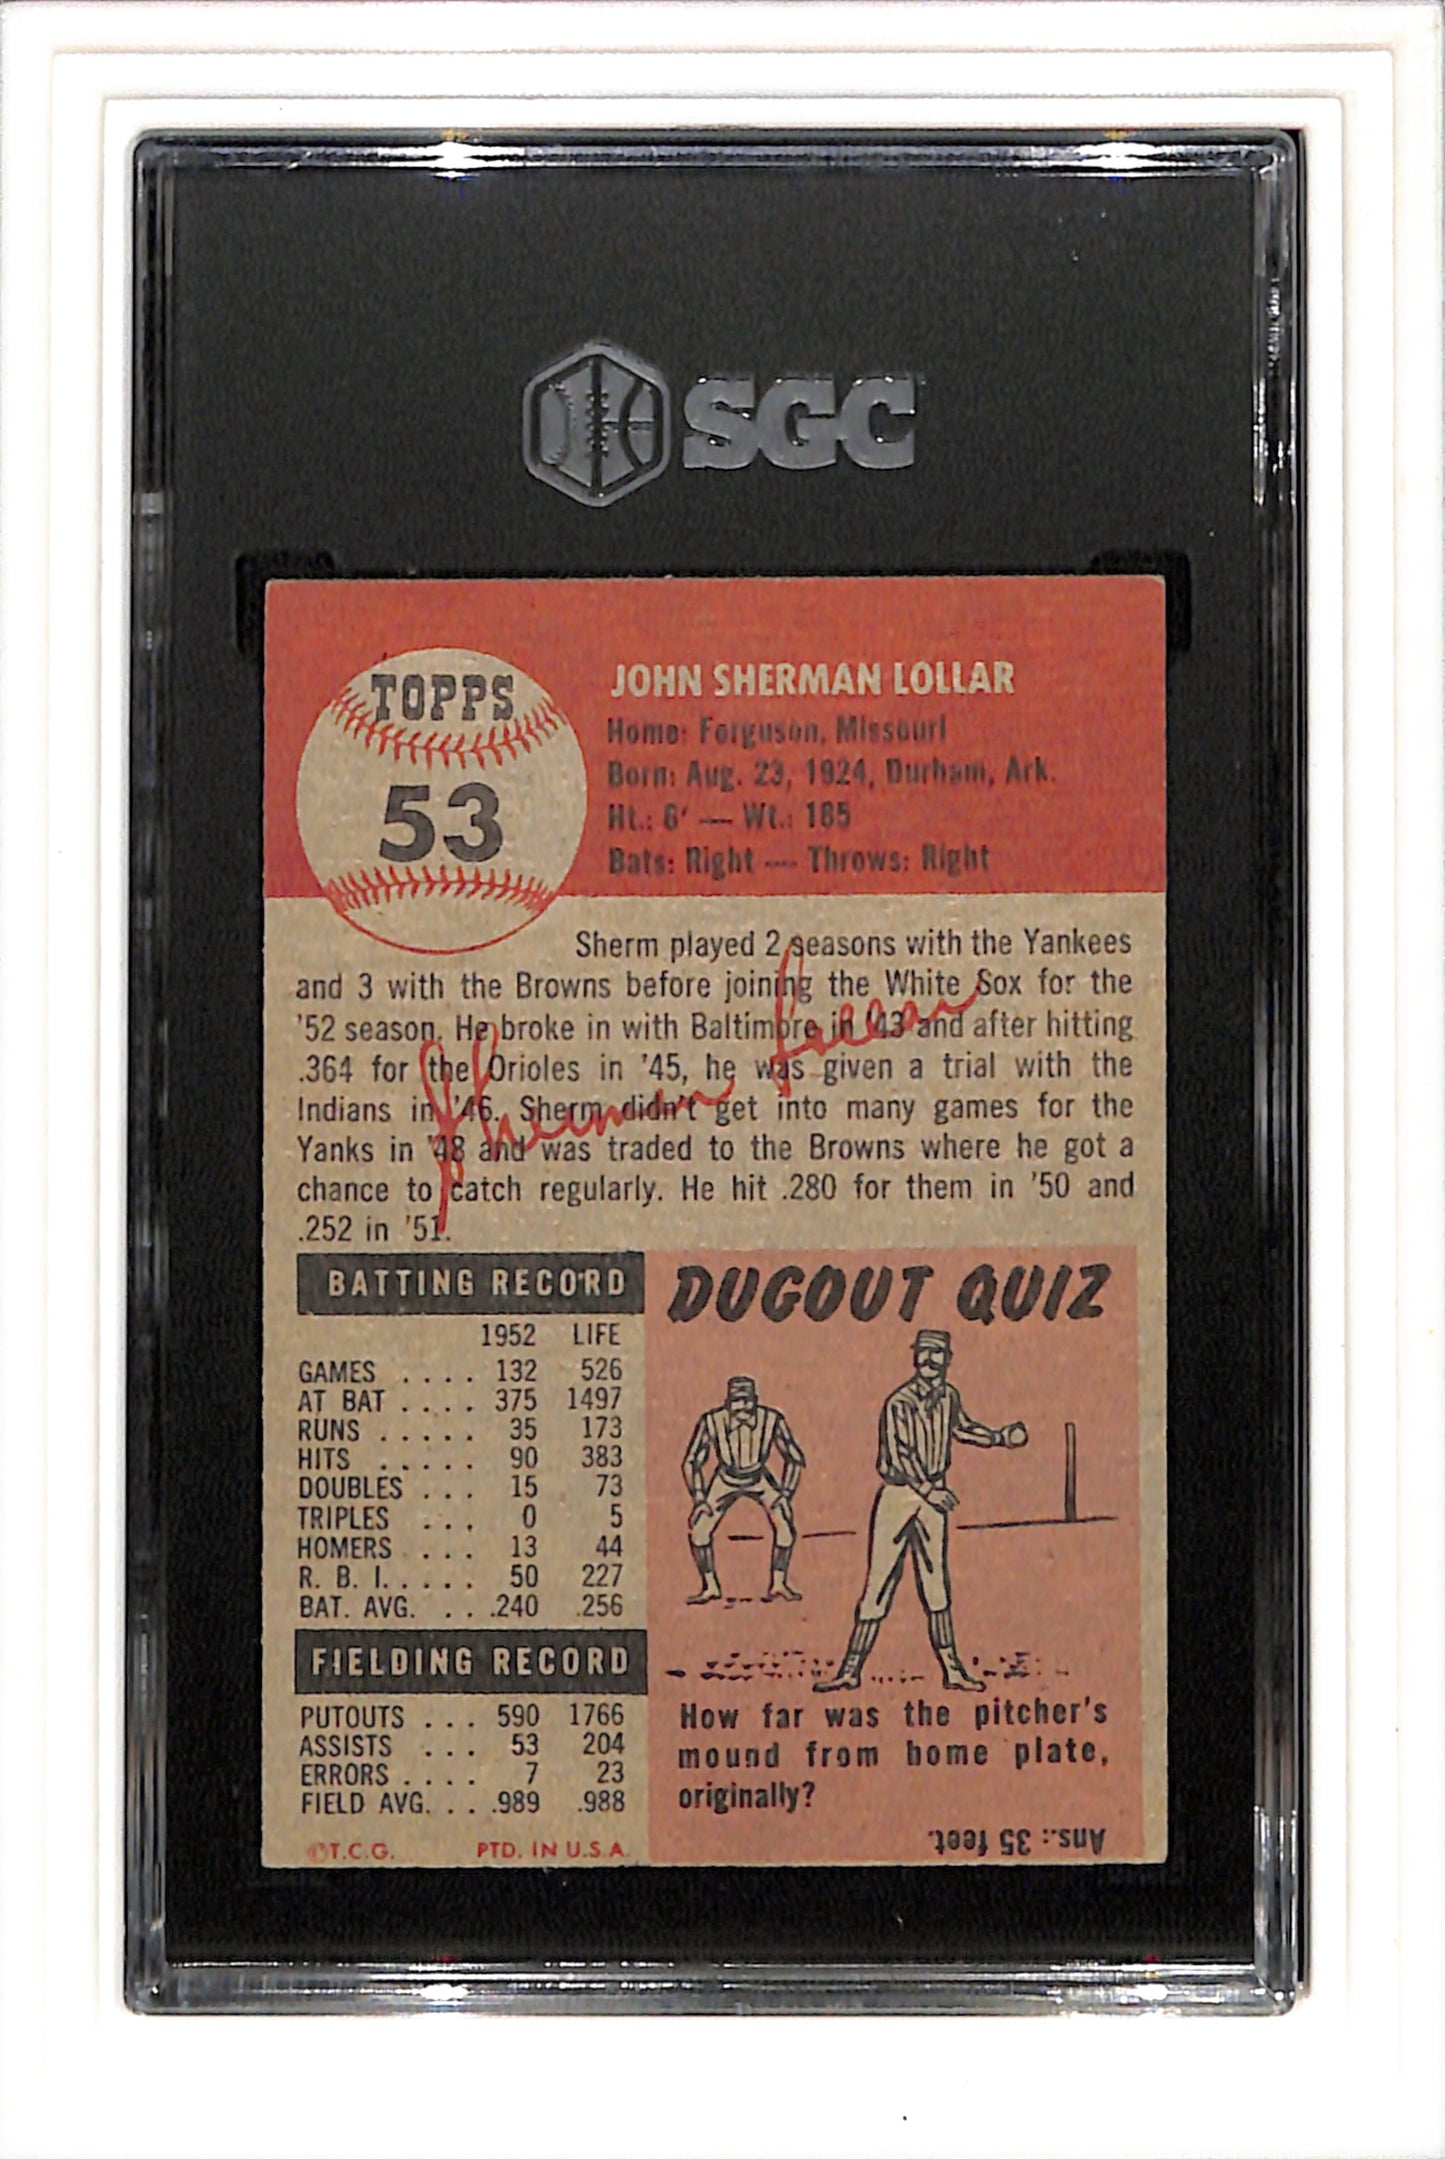 SGC
TOPPS
53
JOHN SHERMAN LOLLAR
Home: Ferguson, Missouri
Born: Aug. 23, 1924, Durham, Ark.
Ht.: 6' — Wt.: 185
Bats: Right — Throws: Right
Sherm played 2 seasons with the Yankees
and 3 with the Browns before joining the White Sox for the
'52 season. He broke in with Baltimore in '43 and after hitting
.364 for the Orioles in '45, he was given a trial with the
Indians in '46. Sherm didn't get into many games for the
Yanks in '48 and was traded to the Browns where he got a
chance to catch regularly. He hit .280 for them in '50 and
.252 in '51.
Sherman Lollar
BATTING RECORD
1952 LIFE
GAMES . . . . 132 526
AT BAT . . . . 375 1497
RUNS . . . . . 35 173
HITS . . . . . 90 383
DOUBLES . . . 15 73
TRIPLES . . . 0 5
HOMERS . . . . 13 44
R. B. I. . . . . 50 227
BAT. AVG. . . .240 .256
FIELDING RECORD
PUTOUTS . . . 590 1766
ASSISTS . . . 53 204
ERRORS . . . . 7 23
FIELD AVG. . . .989 .988
©T.C.G. PTD. IN U.S.A.
DUGOUT QUIZ
How far was the pitcher's
mound from home plate,
originally?
Ans.: 35 feet.